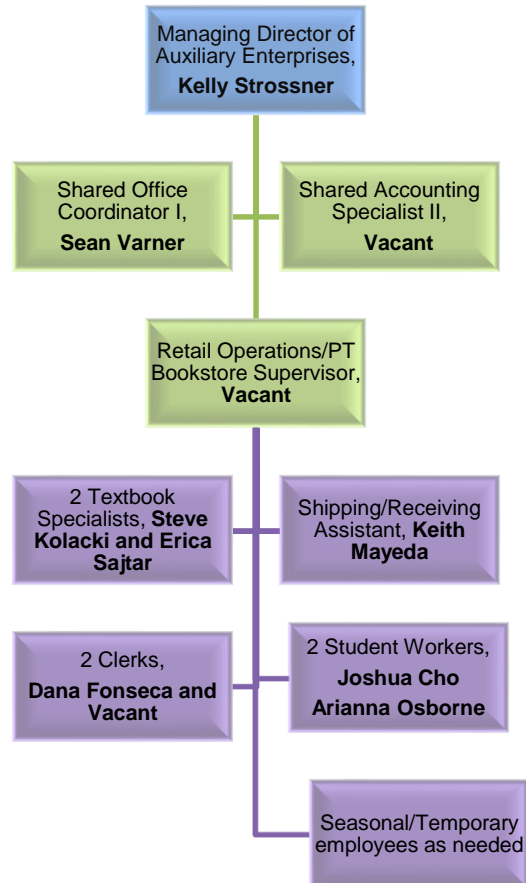 Managing Director of
Auxiliary Enterprises,
Kelly Strossner
Shared Office
Coordinator I,
Sean Varner
Shared Accounting
Specialist II,
Vacant
Retail Operations/PT
Bookstore Supervisor,
Vacant
2 Textbook
Specialists, Steve
Kolacki and Erica
Sajtar
Shipping/Receiving
Assistant, Keith
Mayeda
2 Clerks,
Dana Fonseca and
Vacant
2 Student Workers,
Joshua Cho
Arianna Osborne
Seasonal/Temporary
employees as needed